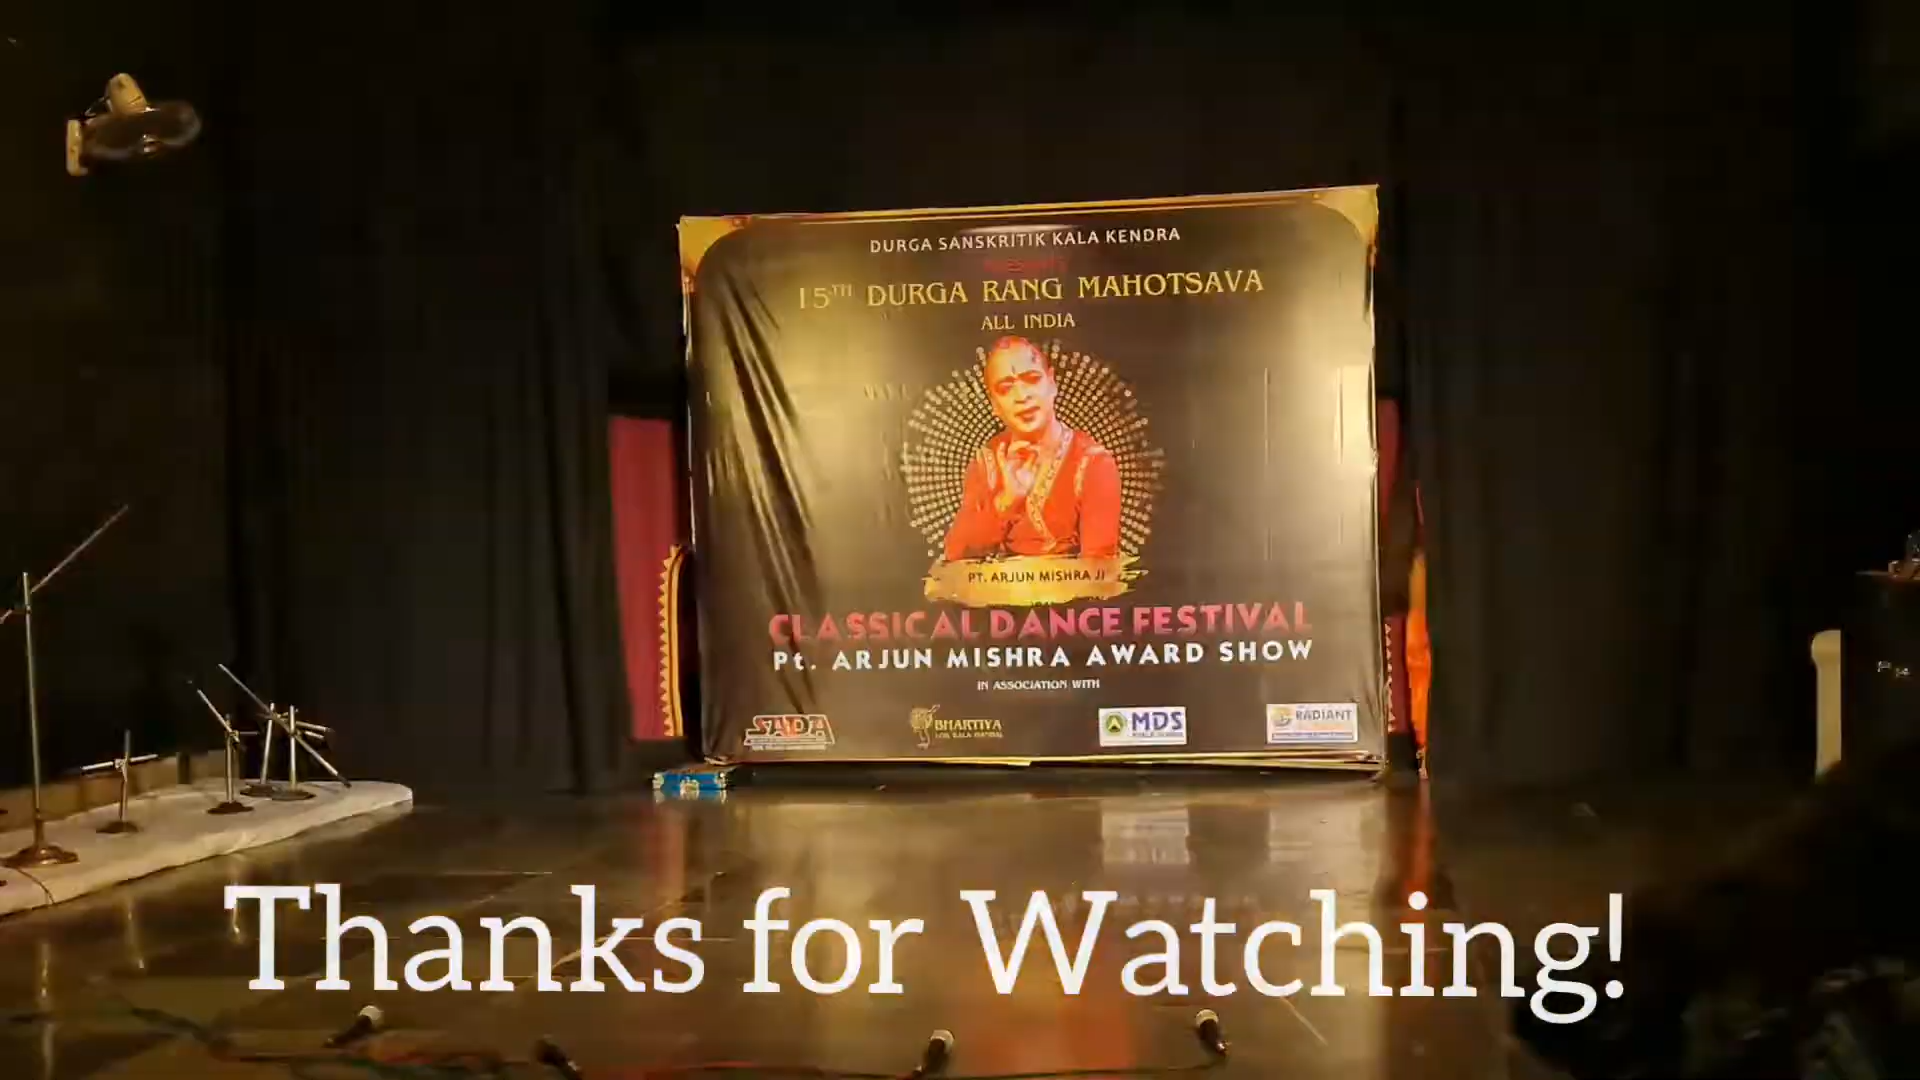 DURGA SANSKRITIK KALA KENDRA
PRESENTS
15TH DURGA RANG MAHOTSAVA
ALL INDIA
PT. ARJUN MISHRA JI
CLASSICAL DANCE FESTIVAL
Pt. ARJUN MISHRA AWARD SHOW
IN ASSOCIATION WITH
BHARTIYA
MDS
RADIANT
Thanks for Watching!